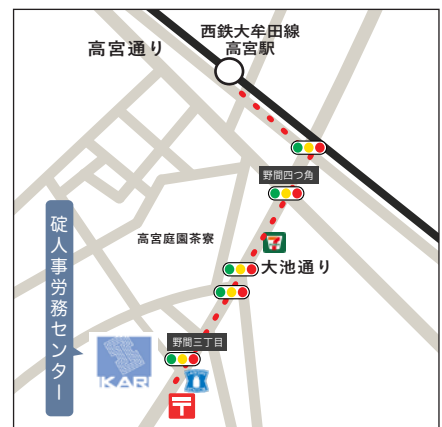 西鉄大牟田線
高宮駅
高宮通り
野間四つ角
高宮庭園茶寮
7
大池通り
碇人事労務センター
野間三丁目
IKARI